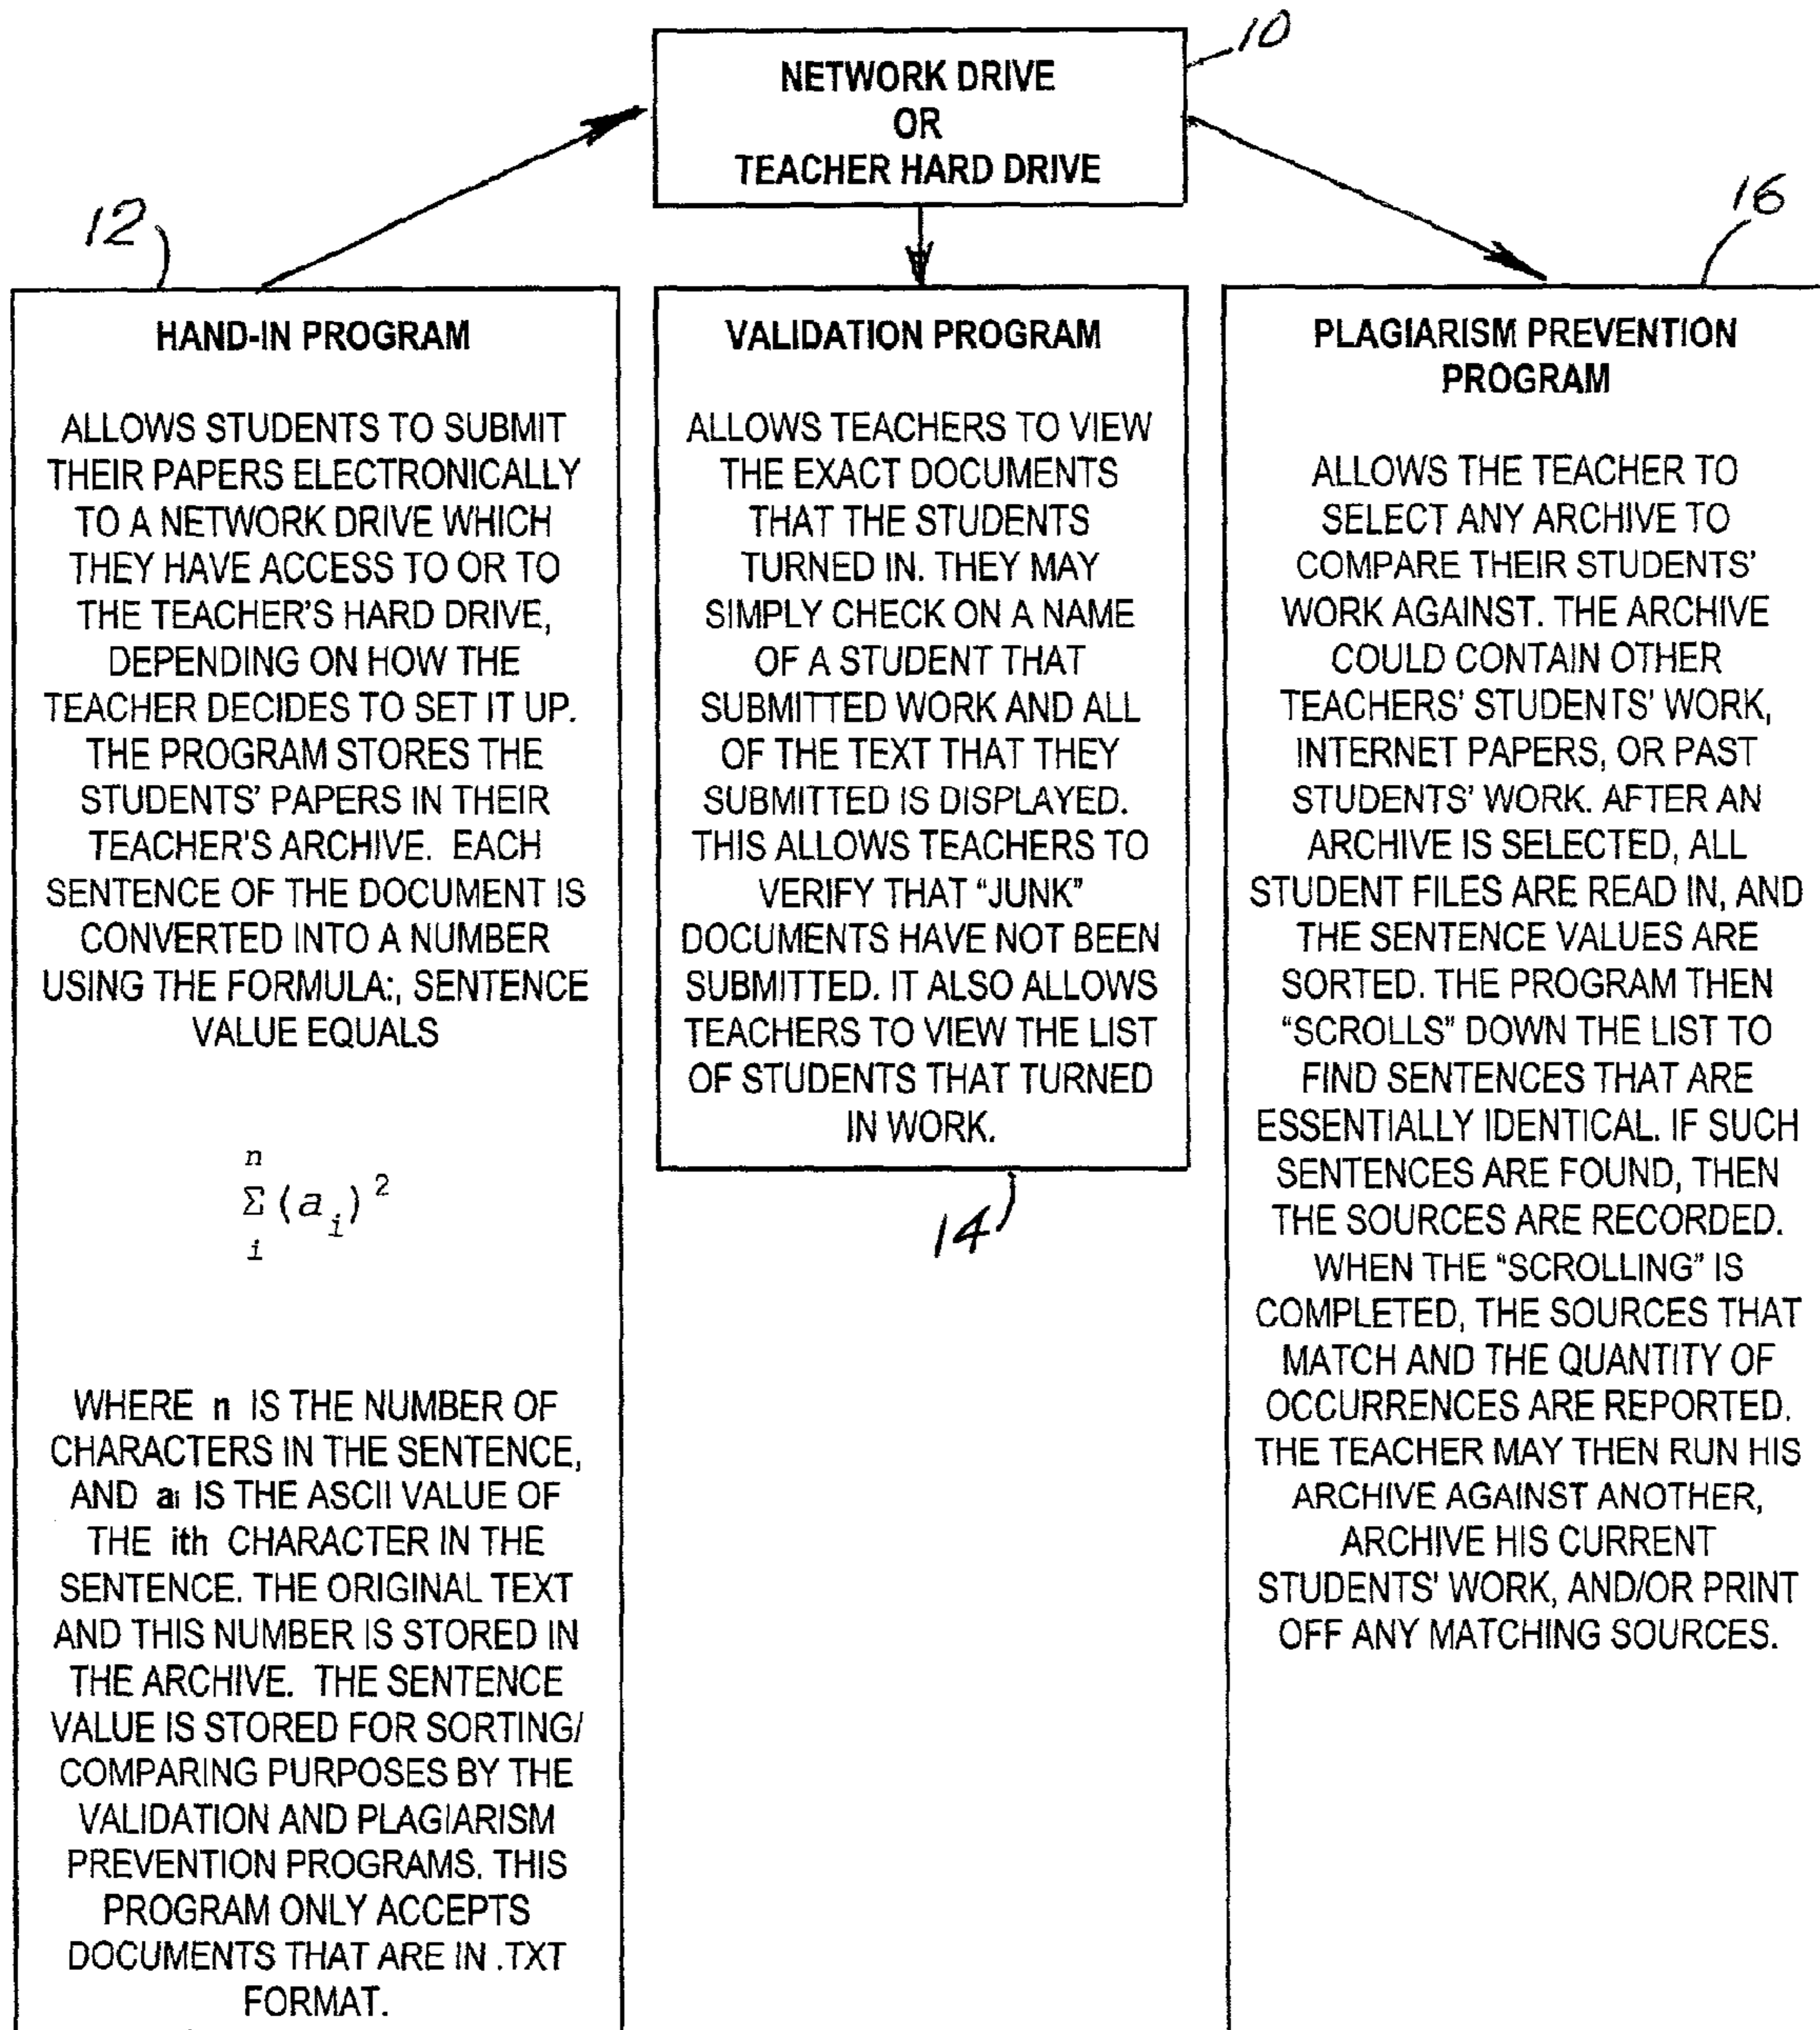 10
NETWORK DRIVE
OR
TEACHER HARD DRIVE
12
HAND-IN PROGRAM
ALLOWS STUDENTS TO SUBMIT
THEIR PAPERS ELECTRONICALLY
TO A NETWORK DRIVE WHICH
THEY HAVE ACCESS TO OR TO
THE TEACHER'S HARD DRIVE,
DEPENDING ON HOW THE
TEACHER DECIDES TO SET IT UP.
THE PROGRAM STORES THE
STUDENTS' PAPERS IN THEIR
TEACHER'S ARCHIVE. EACH
SENTENCE OF THE DOCUMENT IS
CONVERTED INTO A NUMBER
USING THE FORMULA:, SENTENCE
VALUE EQUALS
n
Σ (a_i)²
i
WHERE n IS THE NUMBER OF
CHARACTERS IN THE SENTENCE,
AND ai IS THE ASCII VALUE OF
THE ith CHARACTER IN THE
SENTENCE. THE ORIGINAL TEXT
AND THIS NUMBER IS STORED IN
THE ARCHIVE. THE SENTENCE
VALUE IS STORED FOR SORTING/
COMPARING PURPOSES BY THE
VALIDATION AND PLAGIARISM
PREVENTION PROGRAMS. THIS
PROGRAM ONLY ACCEPTS
DOCUMENTS THAT ARE IN .TXT
FORMAT.
VALIDATION PROGRAM
ALLOWS TEACHERS TO VIEW
THE EXACT DOCUMENTS
THAT THE STUDENTS
TURNED IN. THEY MAY
SIMPLY CHECK ON A NAME
OF A STUDENT THAT
SUBMITTED WORK AND ALL
OF THE TEXT THAT THEY
SUBMITTED IS DISPLAYED.
THIS ALLOWS TEACHERS TO
VERIFY THAT “JUNK”
DOCUMENTS HAVE NOT BEEN
SUBMITTED. IT ALSO ALLOWS
TEACHERS TO VIEW THE LIST
OF STUDENTS THAT TURNED
IN WORK.
14
16
PLAGIARISM PREVENTION
PROGRAM
ALLOWS THE TEACHER TO
SELECT ANY ARCHIVE TO
COMPARE THEIR STUDENTS'
WORK AGAINST. THE ARCHIVE
COULD CONTAIN OTHER
TEACHERS' STUDENTS' WORK,
INTERNET PAPERS, OR PAST
STUDENTS' WORK. AFTER AN
ARCHIVE IS SELECTED, ALL
STUDENT FILES ARE READ IN, AND
THE SENTENCE VALUES ARE
SORTED. THE PROGRAM THEN
“SCROLLS” DOWN THE LIST TO
FIND SENTENCES THAT ARE
ESSENTIALLY IDENTICAL. IF SUCH
SENTENCES ARE FOUND, THEN
THE SOURCES ARE RECORDED.
WHEN THE “SCROLLING” IS
COMPLETED, THE SOURCES THAT
MATCH AND THE QUANTITY OF
OCCURRENCES ARE REPORTED.
THE TEACHER MAY THEN RUN HIS
ARCHIVE AGAINST ANOTHER,
ARCHIVE HIS CURRENT
STUDENTS' WORK, AND/OR PRINT
OFF ANY MATCHING SOURCES.